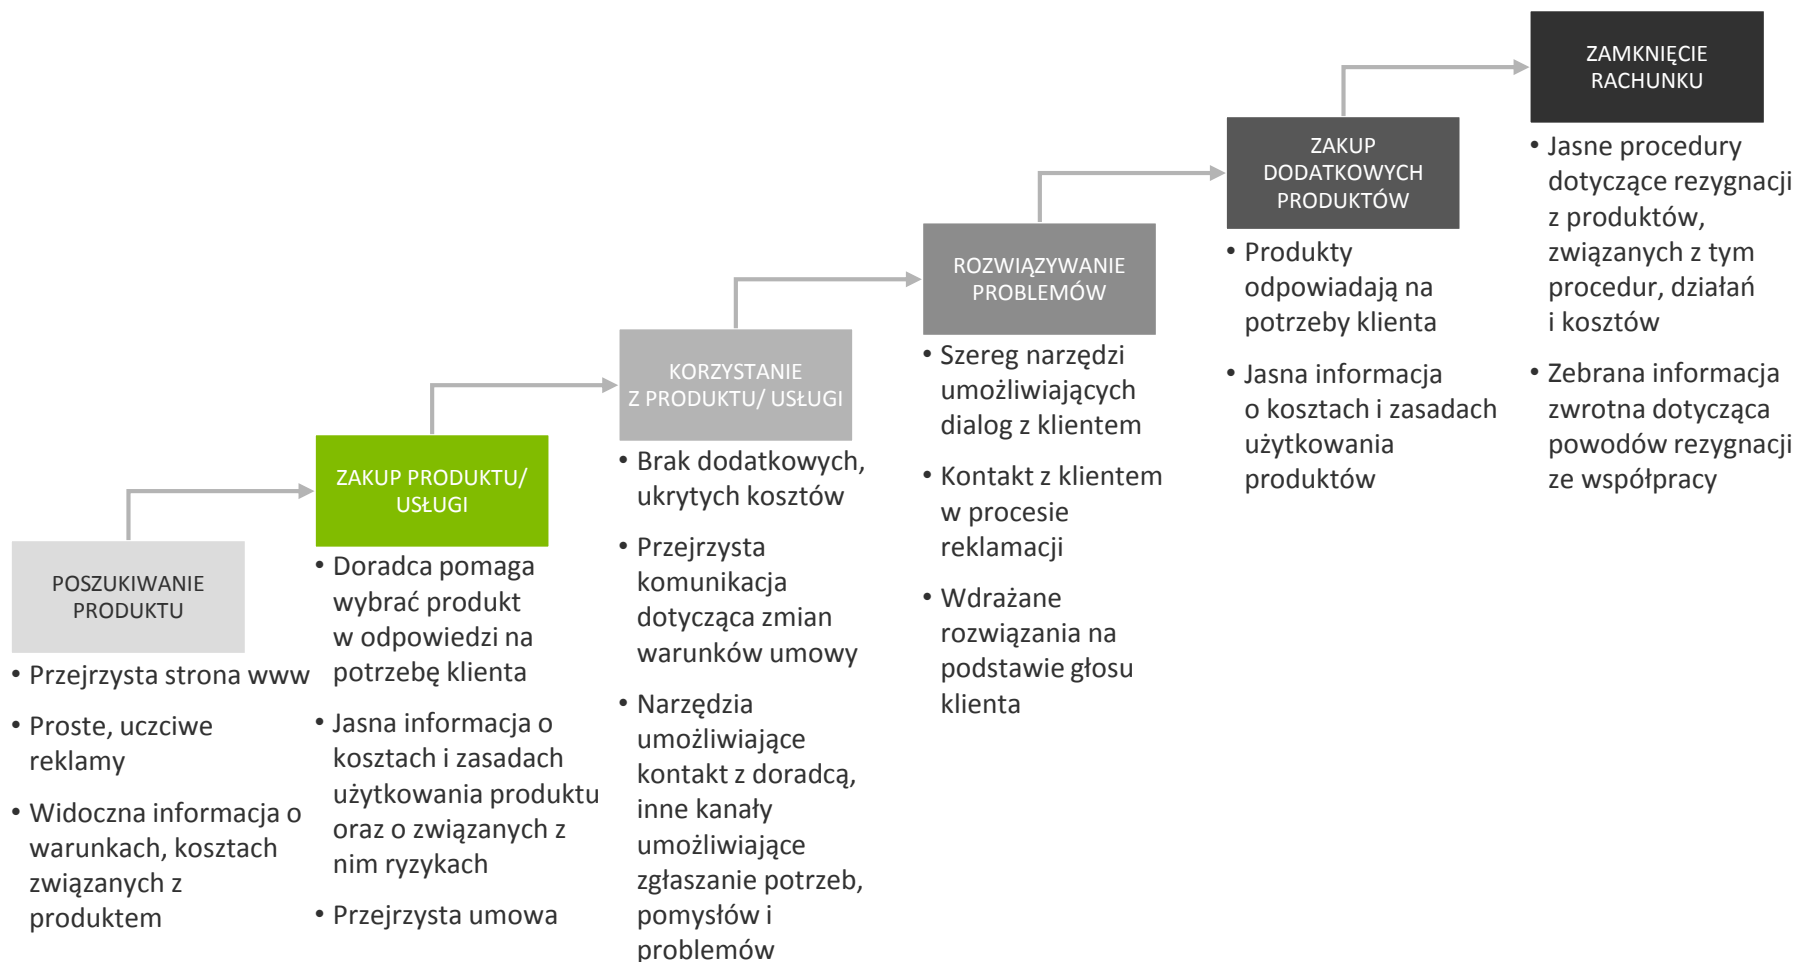 POSZUKIWANIE
PRODUKTU
• Przejrzysta strona www
• Proste, uczciwe
reklamy
• Widoczna informacja o
warunkach, kosztach
związanych z
produktem
ZAKUP PRODUKTU/
USŁUGI
• Doradca pomaga
wybrać produkt
w odpowiedzi na
potrzebę klienta
• Jasna informacja o
kosztach i zasadach
użytkowania produktu
oraz o związanych z
nim ryzykach
• Przejrzysta umowa
KORZYSTANIE
Z PRODUKTU/ USŁUGI
• Brak dodatkowych,
ukrytych kosztów
• Przejrzysta
komunikacja
dotycząca zmian
warunków umowy
• Narzędzia
umożliwiające
kontakt z doradcą,
inne kanały
umożliwiające
zgłaszanie potrzeb,
pomysłów i
problemów
ROZWIĄZYWANIE
PROBLEMÓW
• Szereg narzędzi
umożliwiających
dialog z klientem
• Kontakt z klientem
w procesie
reklamacji
• Wdrażane
rozwiązania na
podstawie głosu
klienta
ZAKUP
DODATKOWYCH
PRODUKTÓW
• Produkty
odpowiadają na
potrzeby klienta
• Jasna informacja
o kosztach i zasadach
użytkowania
produktów
ZAMKNIĘCIE
RACHUNKU
• Jasne procedury
dotyczące rezygnacji
z produktów,
związanych z tym
procedur, działań
i kosztów
• Zebrana informacja
zwrotna dotycząca
powodów rezygnacji
ze współpracy